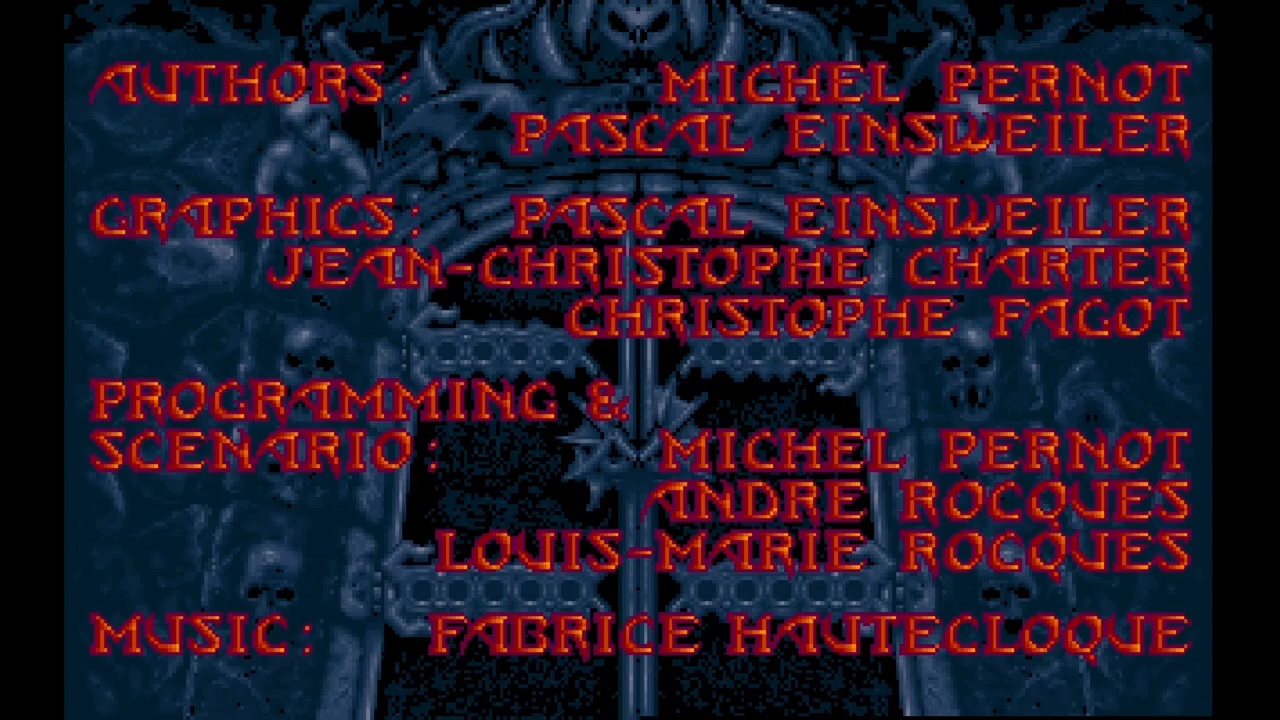 AUTHORS: MICHEL PERNOT
PASCAL EINSWEILER
GRAPHICS: PASCAL EINSWEILER
JEAN-CHRISTOPHE CHARTER
CHRISTOPHE FAGOT
PROGRAMMING &
SCENARIO: MICHEL PERNOT
ANDRE ROCQUES
LOUIS-MARIE ROCQUES
MUSIC: FABRICE HAUTECLOQUE